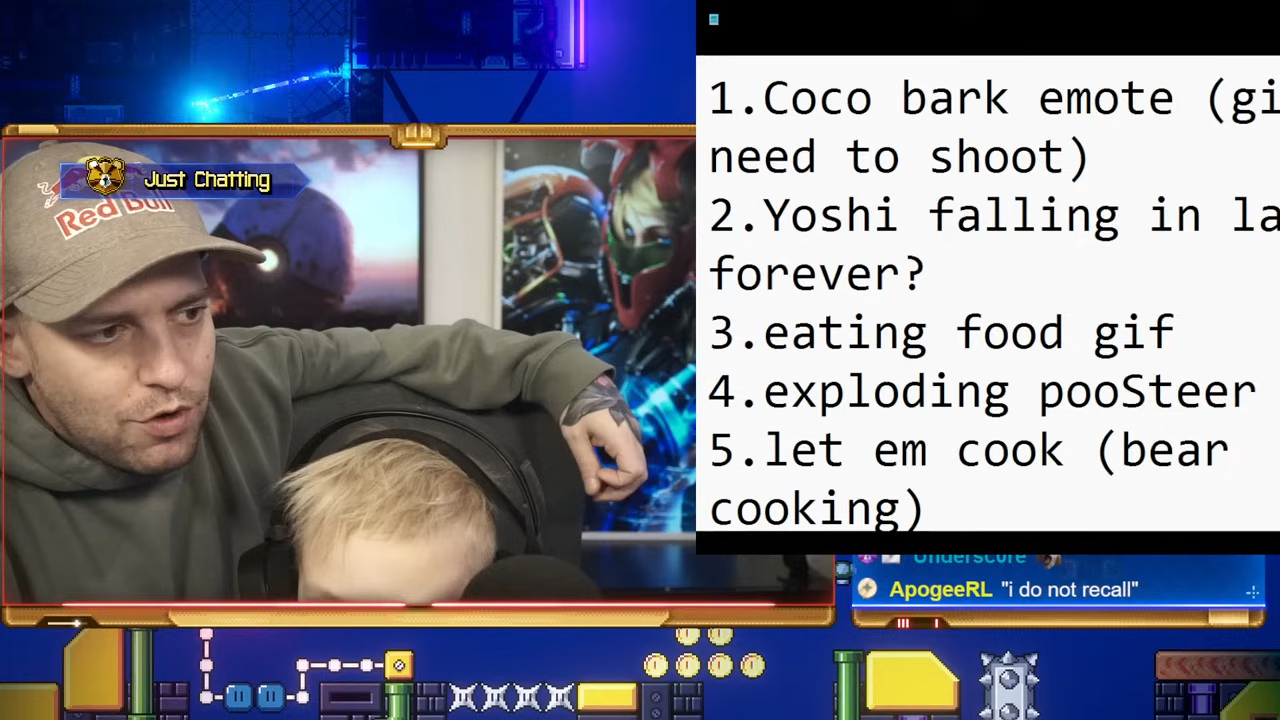 1.Coco bark emote (gi
need to shoot)
2.Yoshi falling in la
forever?
3.eating food gif
4.exploding pooSteer
5.let em cook (bear
cooking)
Just Chatting
Red Bull
Underscore
ApogeeRL "i do not recall"